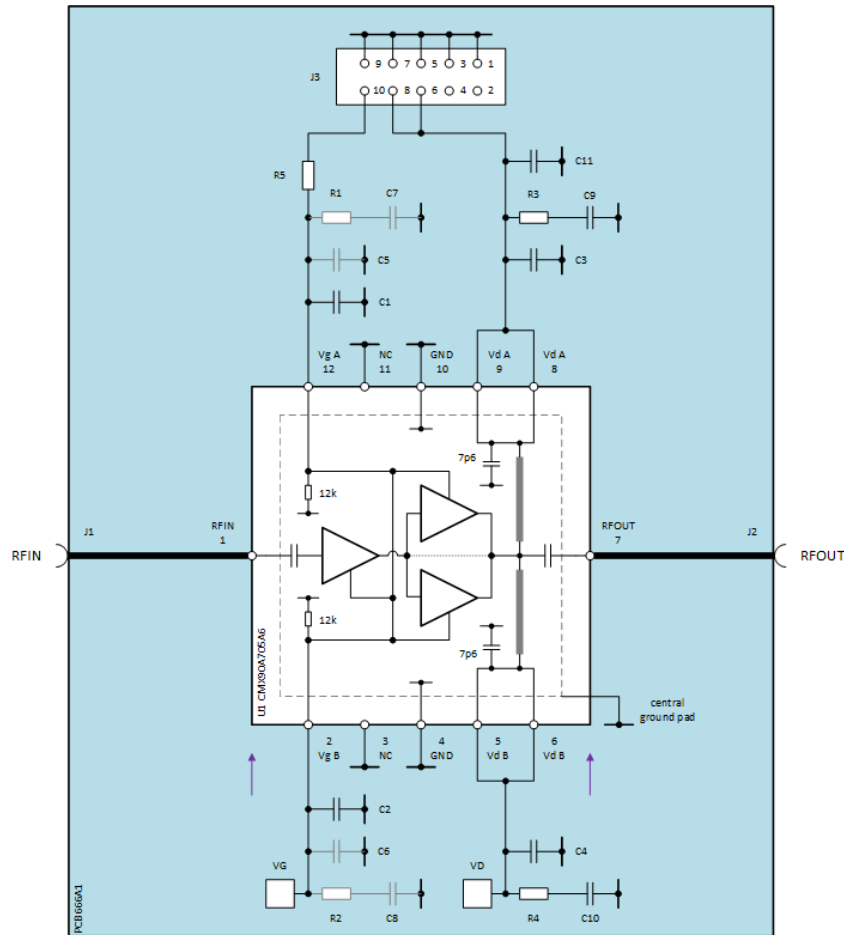 J3
9 7 5 3 1
10 8 6 4 2
C11
R5
R1 C7
R3 C9
C5
C3
C1
Vg A NC GND Vd A Vd A
12 11 10 9 8
7p6
12k
J1
RFIN
1
RFOUT
7
J2
RFIN
RFOUT
12k
7p6
U1 CMX90A705A6
central
ground pad
2 3 4 5 6
Vg B NC GND Vd B Vd B
C2
C6
C4
VG
VD
R2 C8
R4 C10
PCB666A1